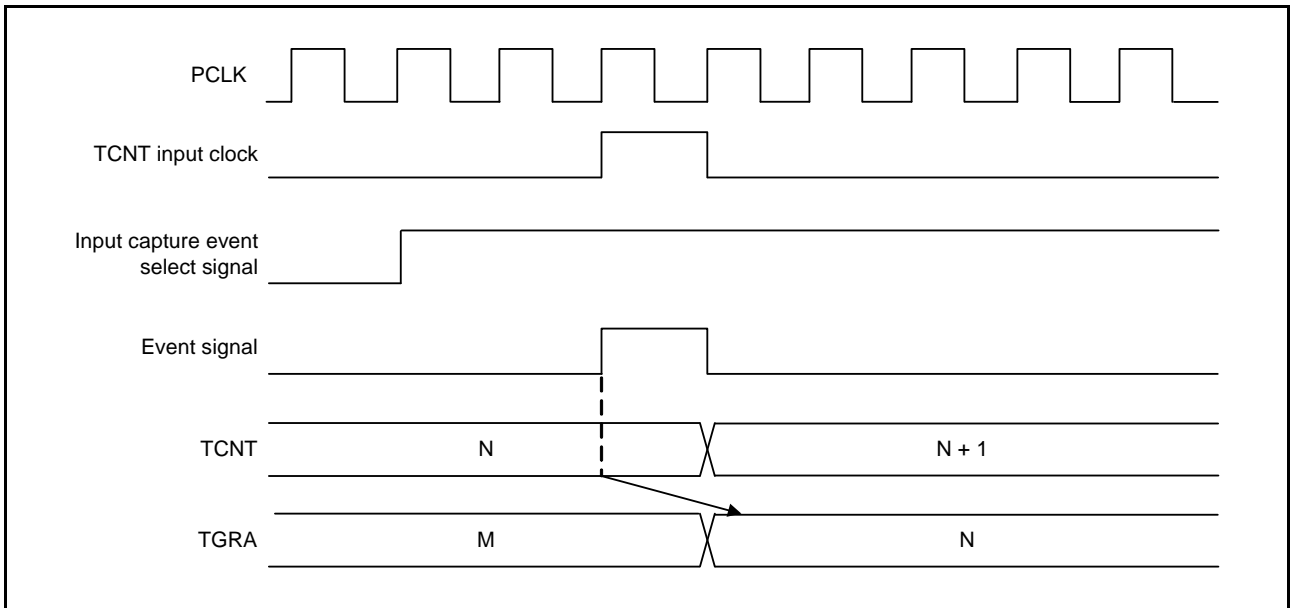 PCLK
TCNT input clock
Input capture event
select signal
Event signal
TCNT
N
N + 1
TGRA
M
N